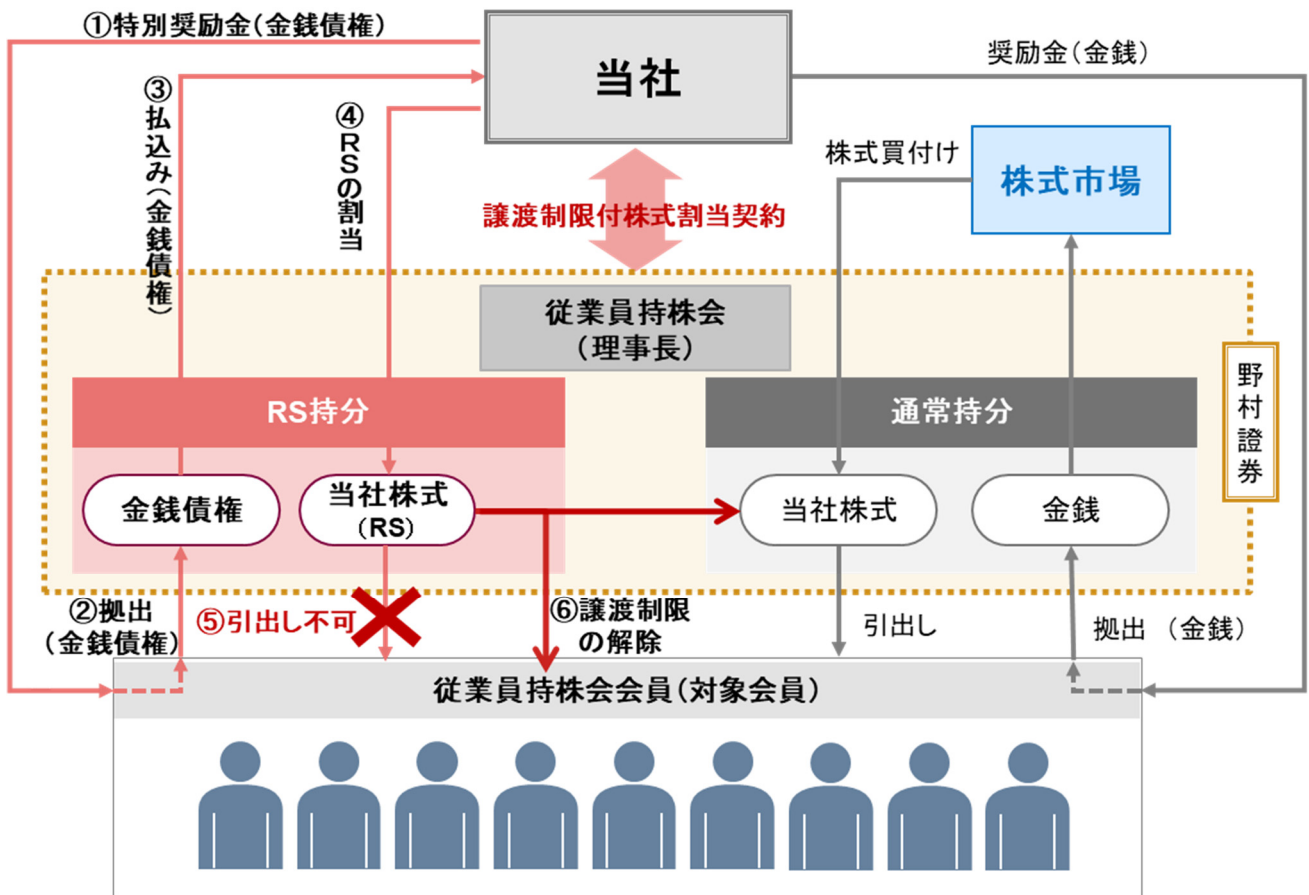 ①特別奨励金(金銭債権)
当社
奨励金(金銭)
③払込み(金銭債権)
④RSの割当
株式買付け
株式市場
譲渡制限付株式割当契約
従業員持株会
(理事長)
野村證券
RS持分
通常持分
金銭債権
当社株式
(RS)
当社株式
金銭
②拠出
(金銭債権)
⑤引出し不可
⑥譲渡制限
の解除
引出し
拠出 (金銭)
従業員持株会会員(対象会員)